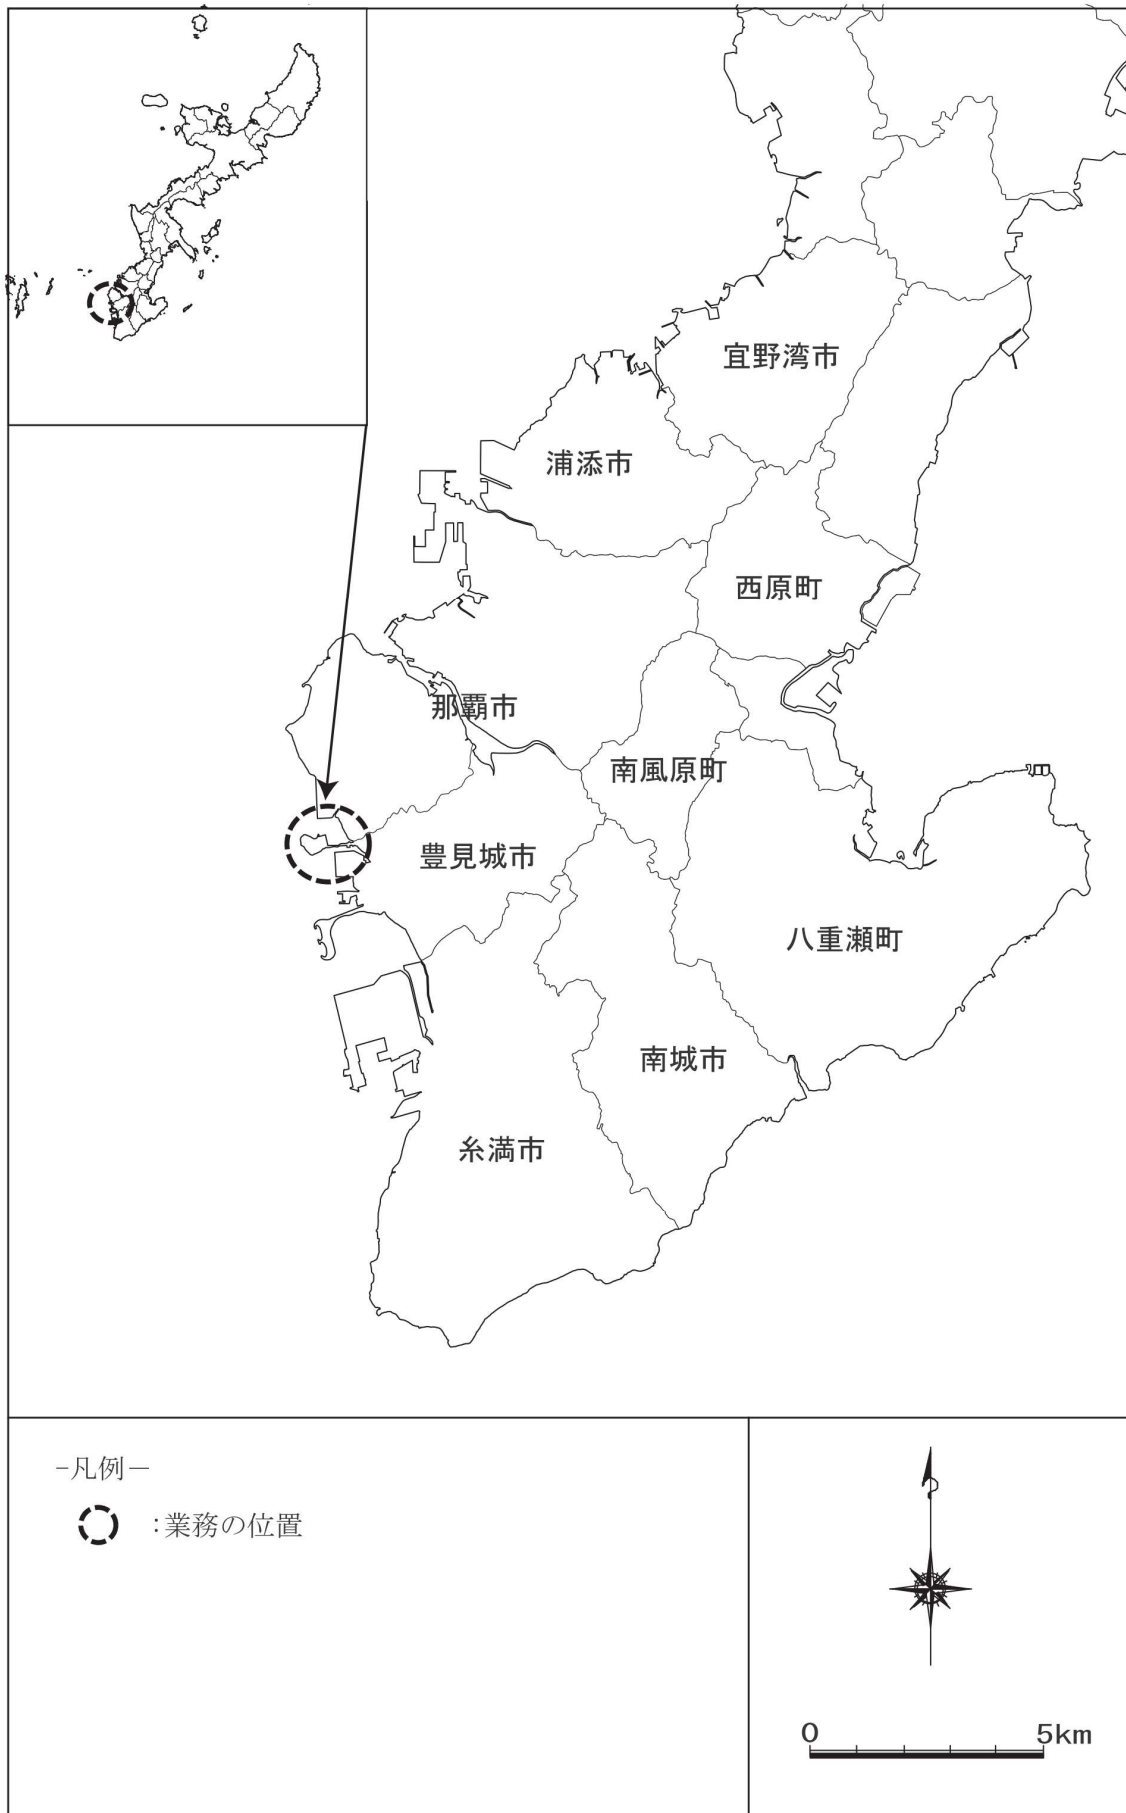 宜野湾市
浦添市
西原町
那覇市
南風原町
豊見城市
八重瀬町
南城市
糸満市
-凡例－
:業務の位置
0 5km